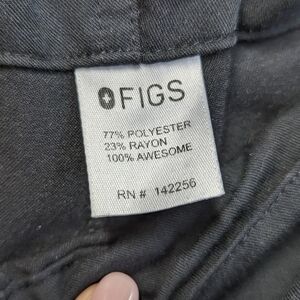 FIGS
77% POLYESTER
23% RAYON
100% AWESOME
RN # 142256